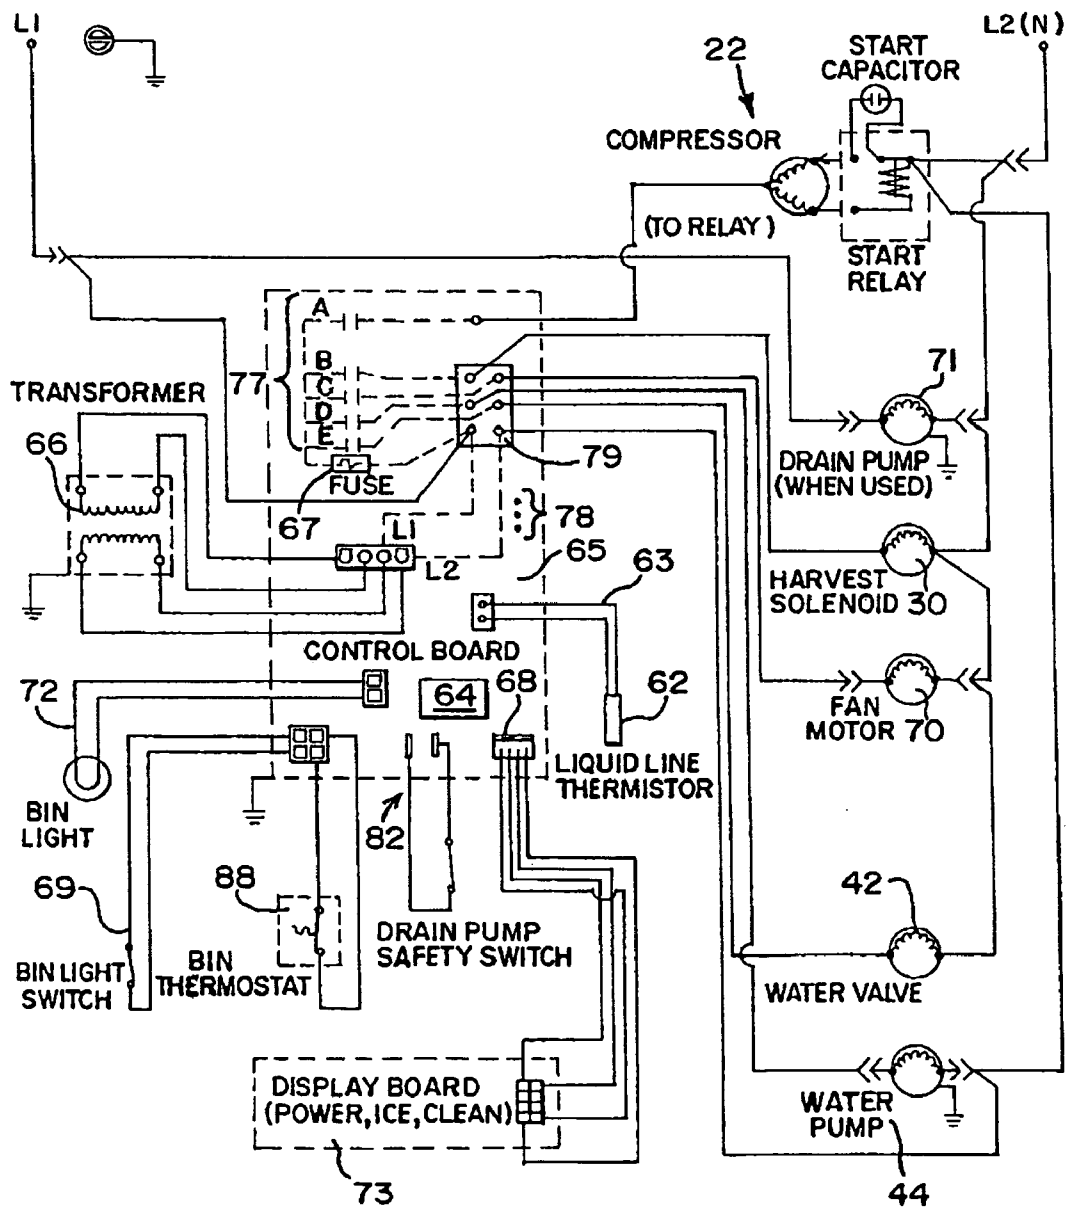 L1
L2(N)
22
START
CAPACITOR
COMPRESSOR
(TO RELAY)
START
RELAY
A
77
B
C
D
E
71
TRANSFORMER
66
79
DRAIN PUMP
(WHEN USED)
FUSE
67
78
L1
L2
65
63
HARVEST
SOLENOID 30
CONTROL BOARD
72
64
68
62
FAN
MOTOR 70
LIQUID LINE
THERMISTOR
BIN
LIGHT
82
69
88
42
DRAIN PUMP
SAFETY SWITCH
BIN LIGHT
SWITCH
BIN
THERMOSTAT
WATER VALVE
DISPLAY BOARD
(POWER, ICE, CLEAN)
WATER
PUMP
73
44